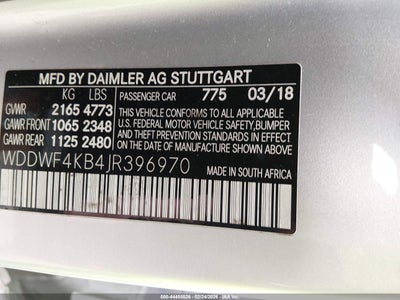 MFD BY DAIMLER AG STUTTGART
KG LBS PASSENGER CAR 775 03/18
GVWR 2165 4773
GAWR FRONT 1065 2348
GAWR REAR 1125 2480
THIS VEHICLE CONFORMS TO ALL APPLICABLE
U.S. FEDERAL MOTOR VEHICLE SAFETY, BUMPER
AND THEFT PREVENTION STANDARDS IN EFFECT
ON THE DATE OF MANUFACTURE SHOWN ABOVE.
WDDWF4KB4JR396970
MADE IN SOUTH AFRICA